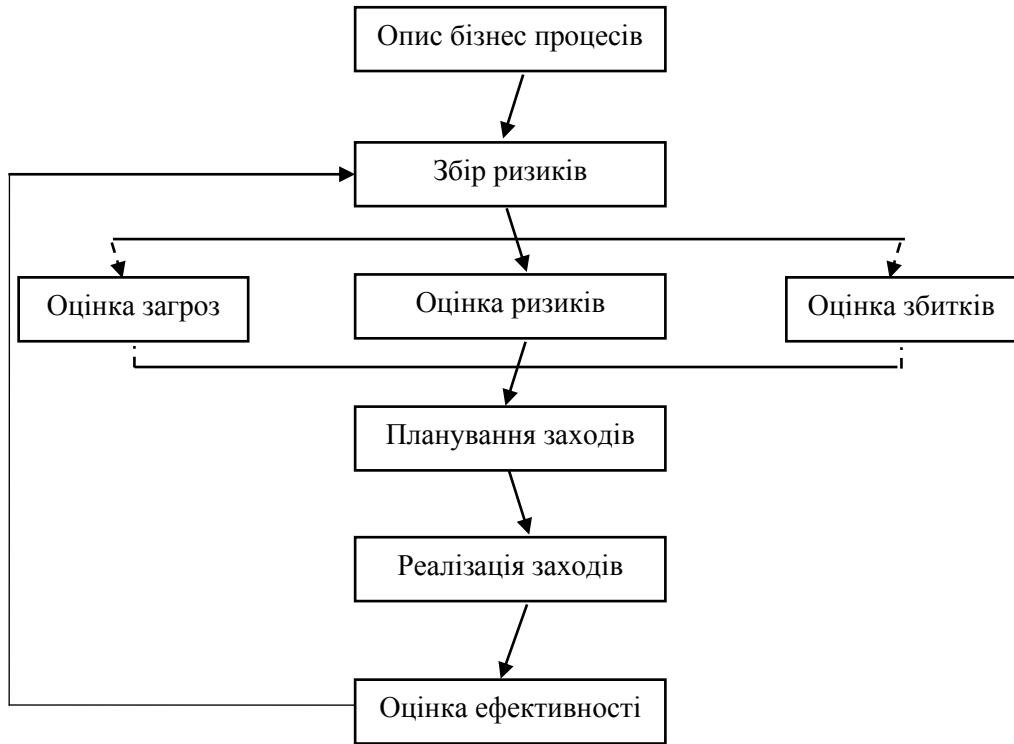 Опис бізнес процесів
Збір ризиків
Оцінка загроз
Оцінка ризиків
Оцінка збитків
Планування заходів
Реалізація заходів
Оцінка ефективності